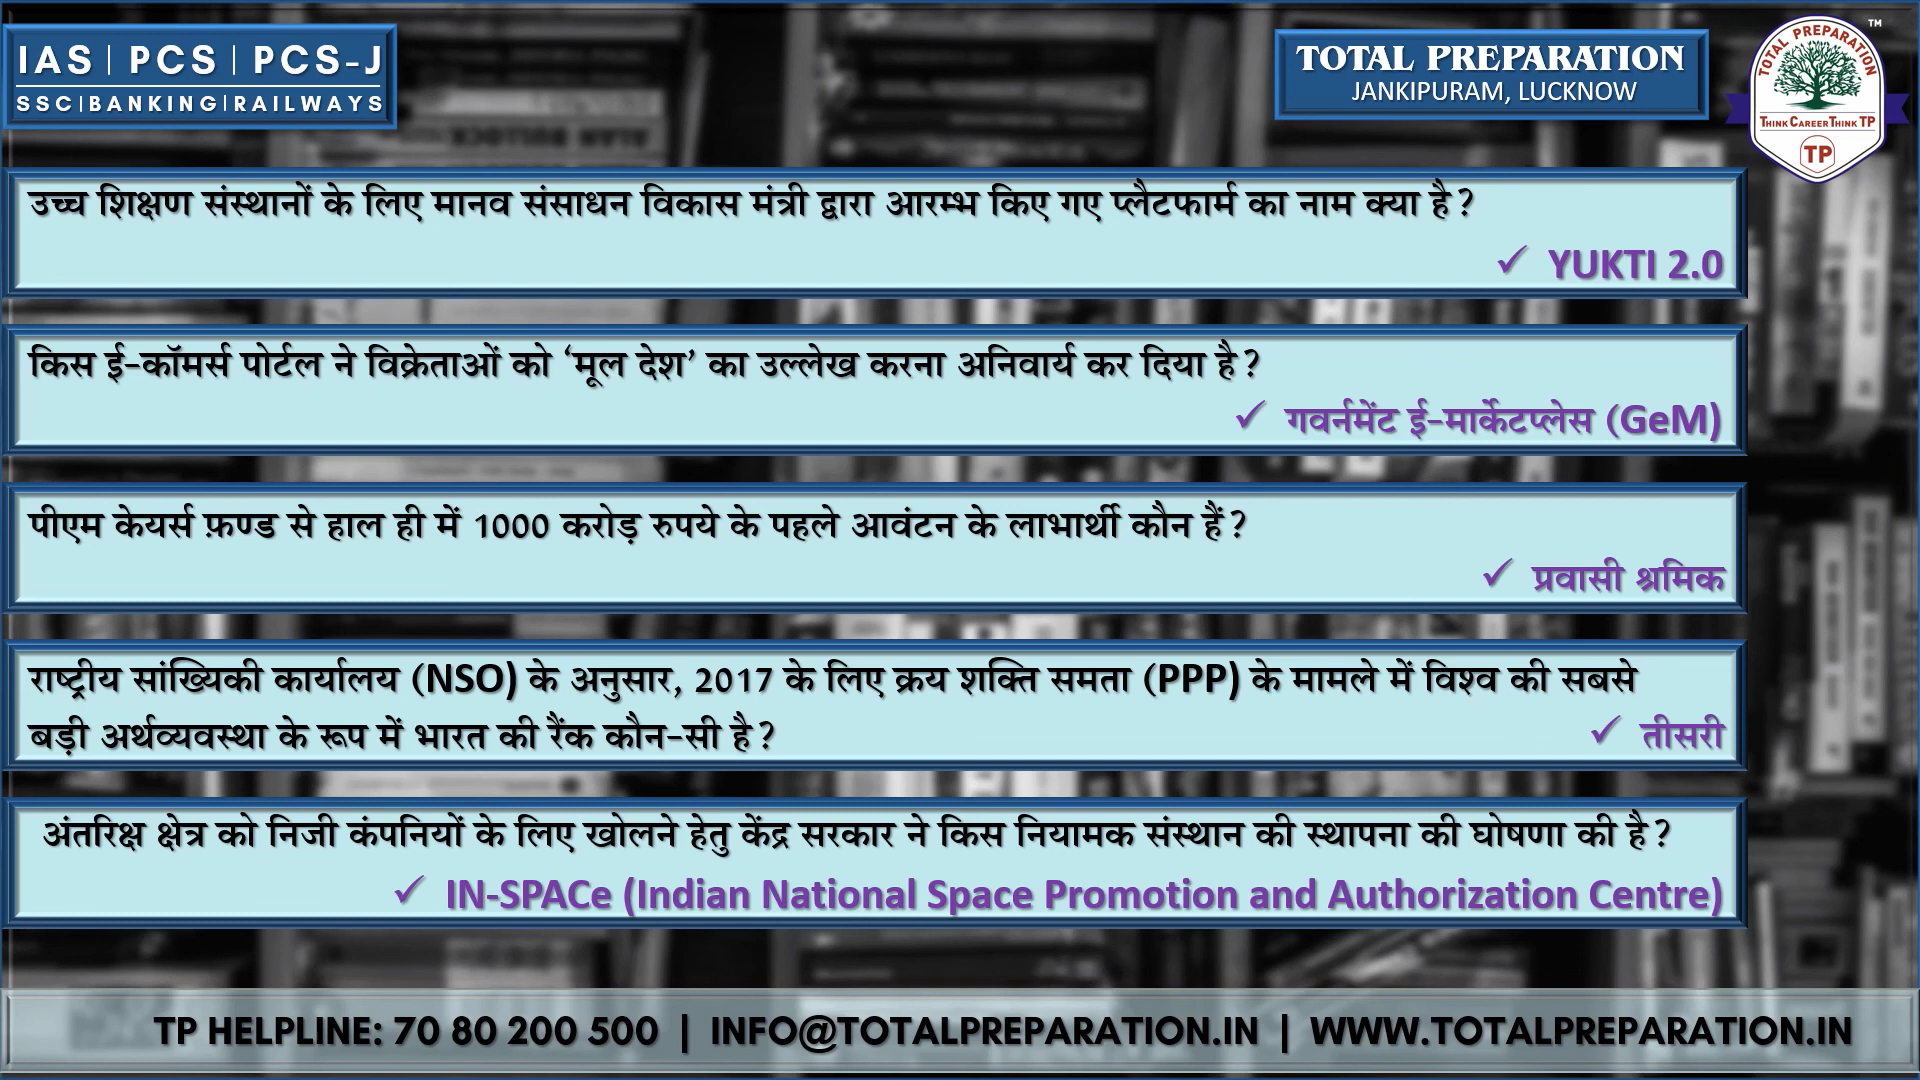 IAS | PCS | PCS-J
SSC|BANKING|RAILWAYS
TOTAL PREPARATION
JANKIPURAM, LUCKNOW
TOTAL PREPARATION
TM
THINK CAREER THINK TP
TP
उच्च शिक्षण संस्थानों के लिए मानव संसाधन विकास मंत्री द्वारा आरम्भ किए गए प्लैटफार्म का नाम क्या है?
✓ YUKTI 2.0
किस ई-कॉमर्स पोर्टल ने विक्रेताओं को ‘मूल देश’ का उल्लेख करना अनिवार्य कर दिया है?
✓ गवर्नमेंट ई-मार्केटप्लेस (GeM)
पीएम केयर्स फ़ण्ड से हाल ही में 1000 करोड़ रुपये के पहले आवंटन के लाभार्थी कौन हैं?
✓ प्रवासी श्रमिक
राष्ट्रीय सांख्यिकी कार्यालय (NSO) के अनुसार, 2017 के लिए क्रय शक्ति समता (PPP) के मामले में विश्व की सबसे
बड़ी अर्थव्यवस्था के रूप में भारत की रैंक कौन-सी है?
✓ तीसरी
अंतरिक्ष क्षेत्र को निजी कंपनियों के लिए खोलने हेतु केंद्र सरकार ने किस नियामक संस्थान की स्थापना की घोषणा की है?
✓ IN-SPACe (Indian National Space Promotion and Authorization Centre)
TP HELPLINE: 70 80 200 500 | INFO@TOTALPREPARATION.IN | WWW.TOTALPREPARATION.IN